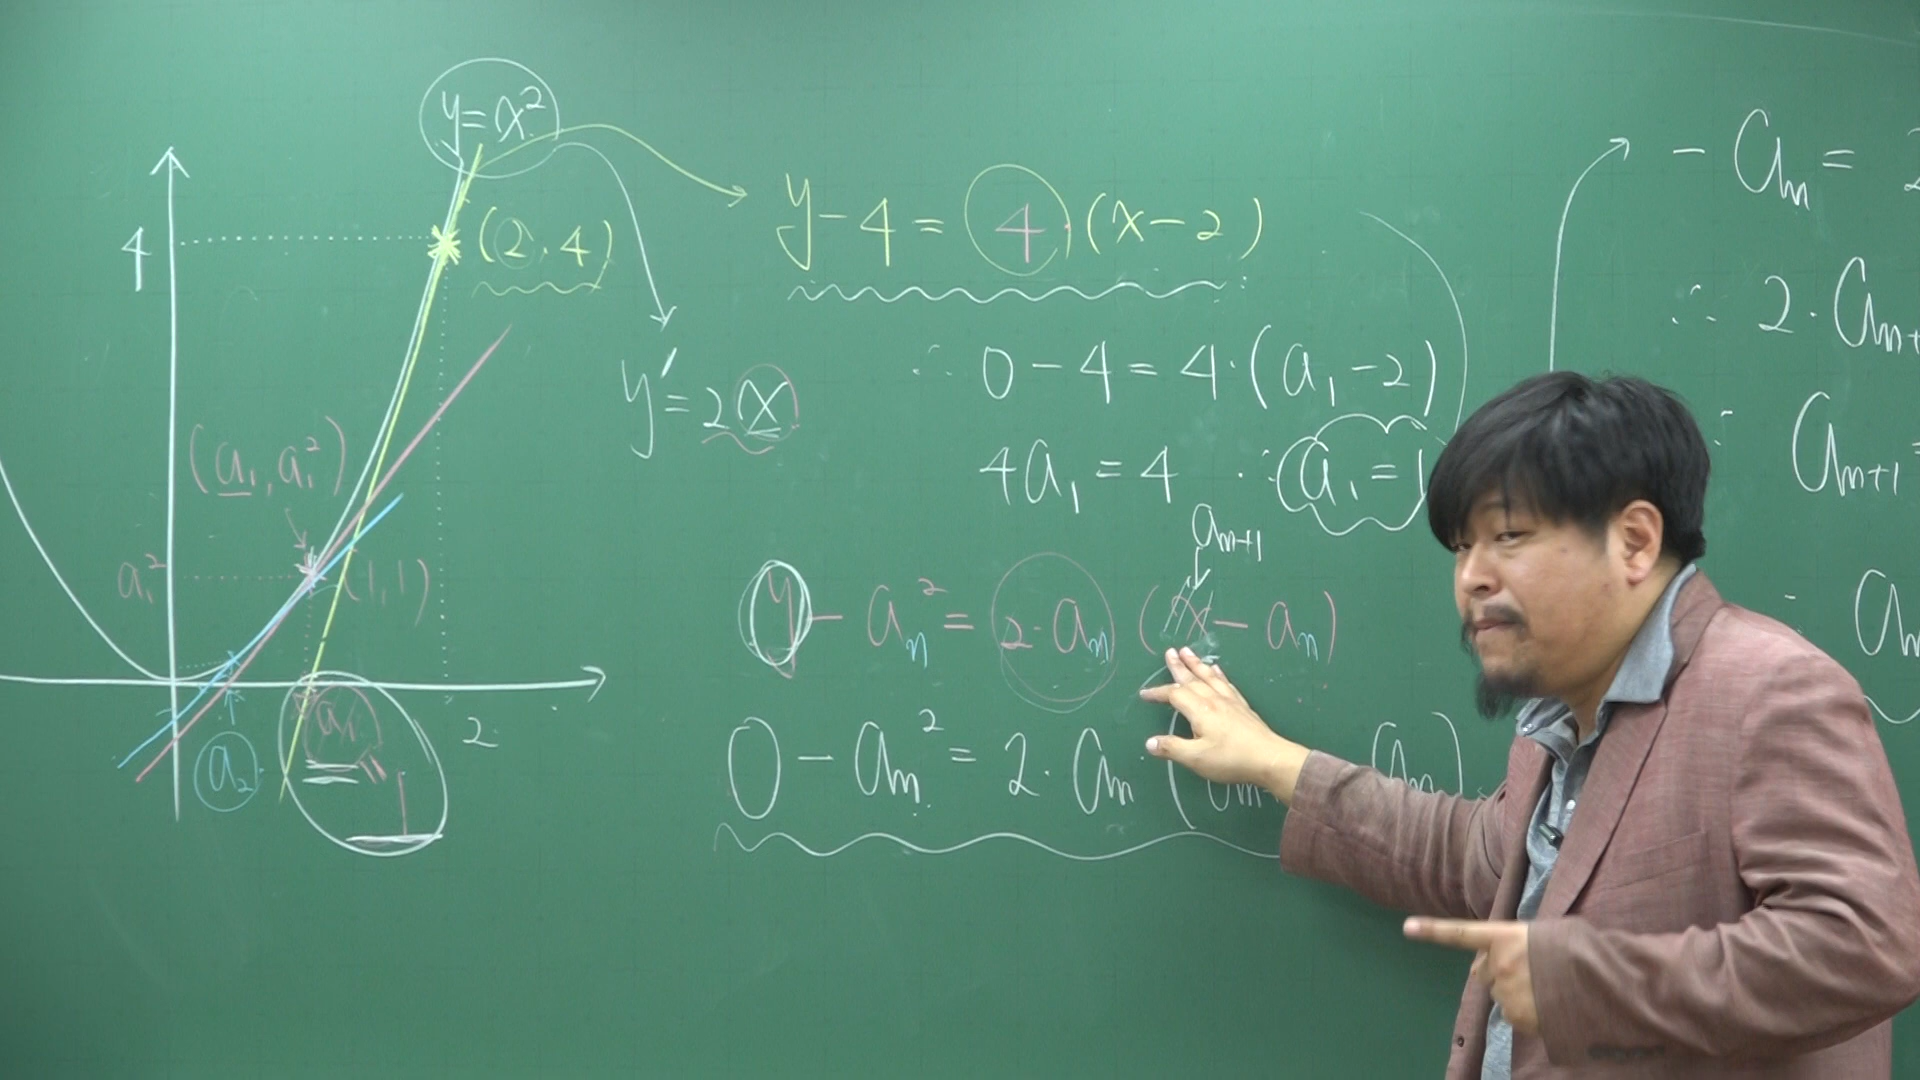 y=x²
4
(2, 4)
(a₁, a₁²)
a₁²
(1, 1)
a₁
1
a₂
2
y'=2x
y-4=4(x-2)
∴ 0-4=4·(a₁-2)
4a₁=4 ∴ a₁=1
aₙ₊₁
y-aₙ²=2·aₙ(x-aₙ)
0-aₙ²=2·aₙ·(
aₙ)
-aₙ=
∴ 2·aₙ₊
∴ aₙ₊₁=